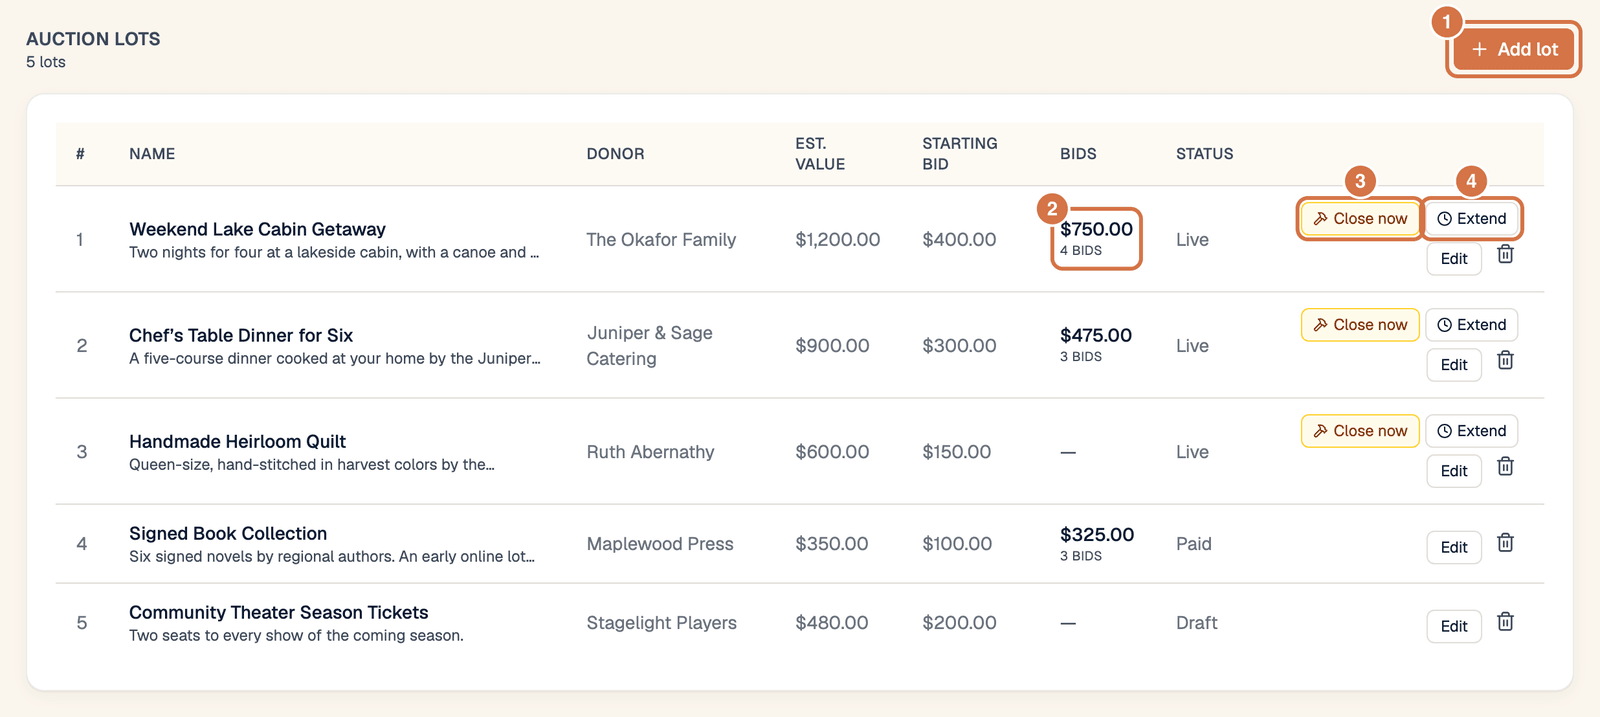 AUCTION LOTS
5 lots
1
+ Add lot
# NAME DONOR EST. VALUE STARTING BID BIDS STATUS
1 Weekend Lake Cabin Getaway
Two nights for four at a lakeside cabin, with a canoe and ...
The Okafor Family $1,200.00 $400.00
2
$750.00
4 BIDS
Live
3
Close now
4
Extend
Edit
2 Chef’s Table Dinner for Six
A five-course dinner cooked at your home by the Juniper...
Juniper & Sage
Catering
$900.00 $300.00
$475.00
3 BIDS
Live
Close now Extend
Edit
3 Handmade Heirloom Quilt
Queen-size, hand-stitched in harvest colors by the...
Ruth Abernathy $600.00 $150.00 — Live
Close now Extend
Edit
4 Signed Book Collection
Six signed novels by regional authors. An early online lot...
Maplewood Press $350.00 $100.00
$325.00
3 BIDS
Paid
Edit
5 Community Theater Season Tickets
Two seats to every show of the coming season.
Stagelight Players $480.00 $200.00 — Draft
Edit